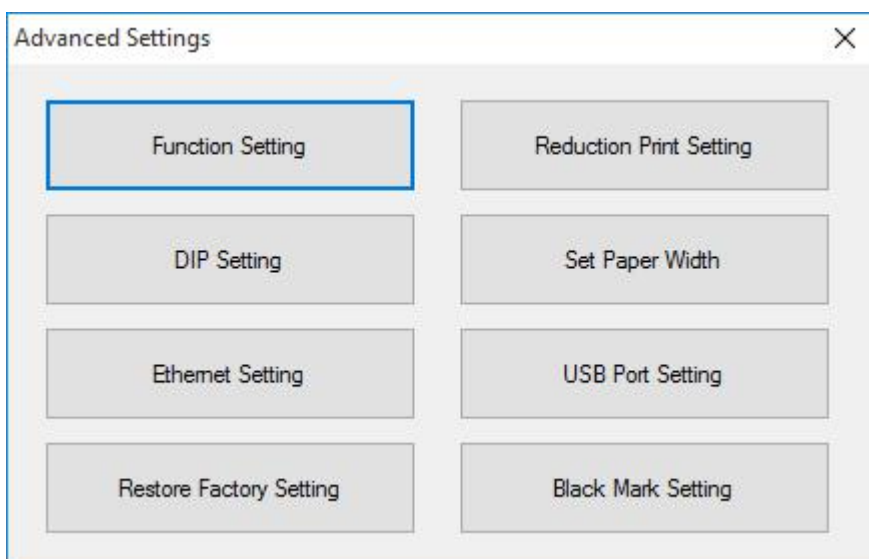 Advanced Settings
Function Setting
Reduction Print Setting
DIP Setting
Set Paper Width
Ethernet Setting
USB Port Setting
Restore Factory Setting
Black Mark Setting